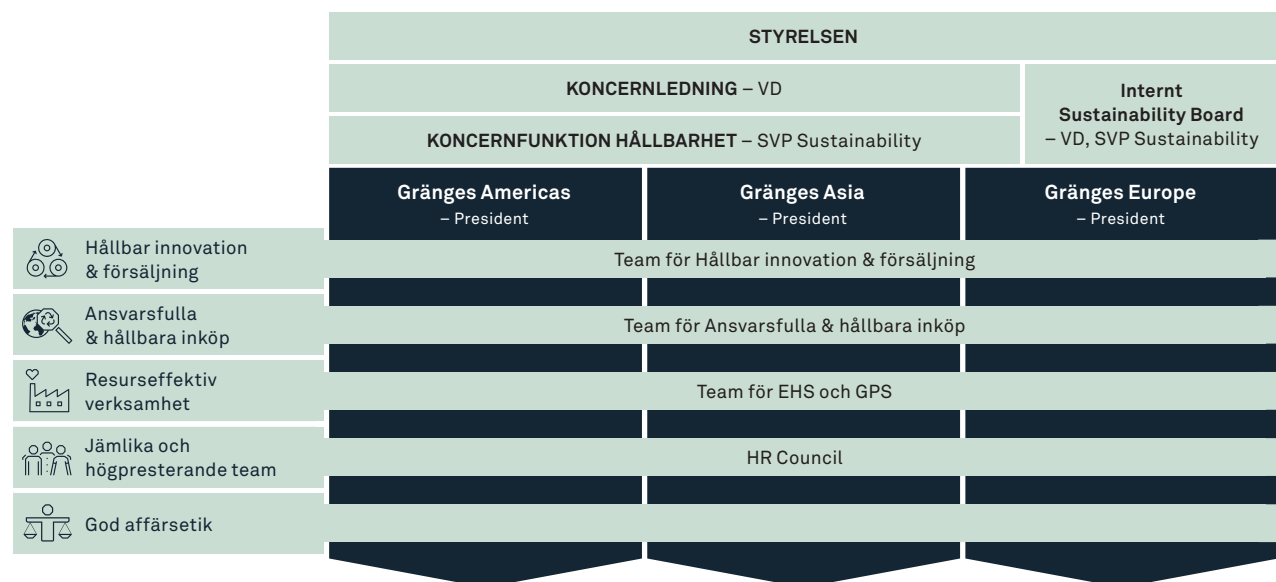 STYRELSEN
KONCERNLEDNING – VD
KONCERNFUNKTION HÅLLBARHET – SVP Sustainability
Internt
Sustainability Board
– VD, SVP Sustainability
Gränges Americas
– President
Gränges Asia
– President
Gränges Europe
– President
Hållbar innovation
& försäljning
Team för Hållbar innovation & försäljning
Ansvarsfulla
& hållbara inköp
Team för Ansvarsfulla & hållbara inköp
Resurseffektiv
verksamhet
Team för EHS och GPS
Jämlika och
högpresterande team
HR Council
God affärsetik